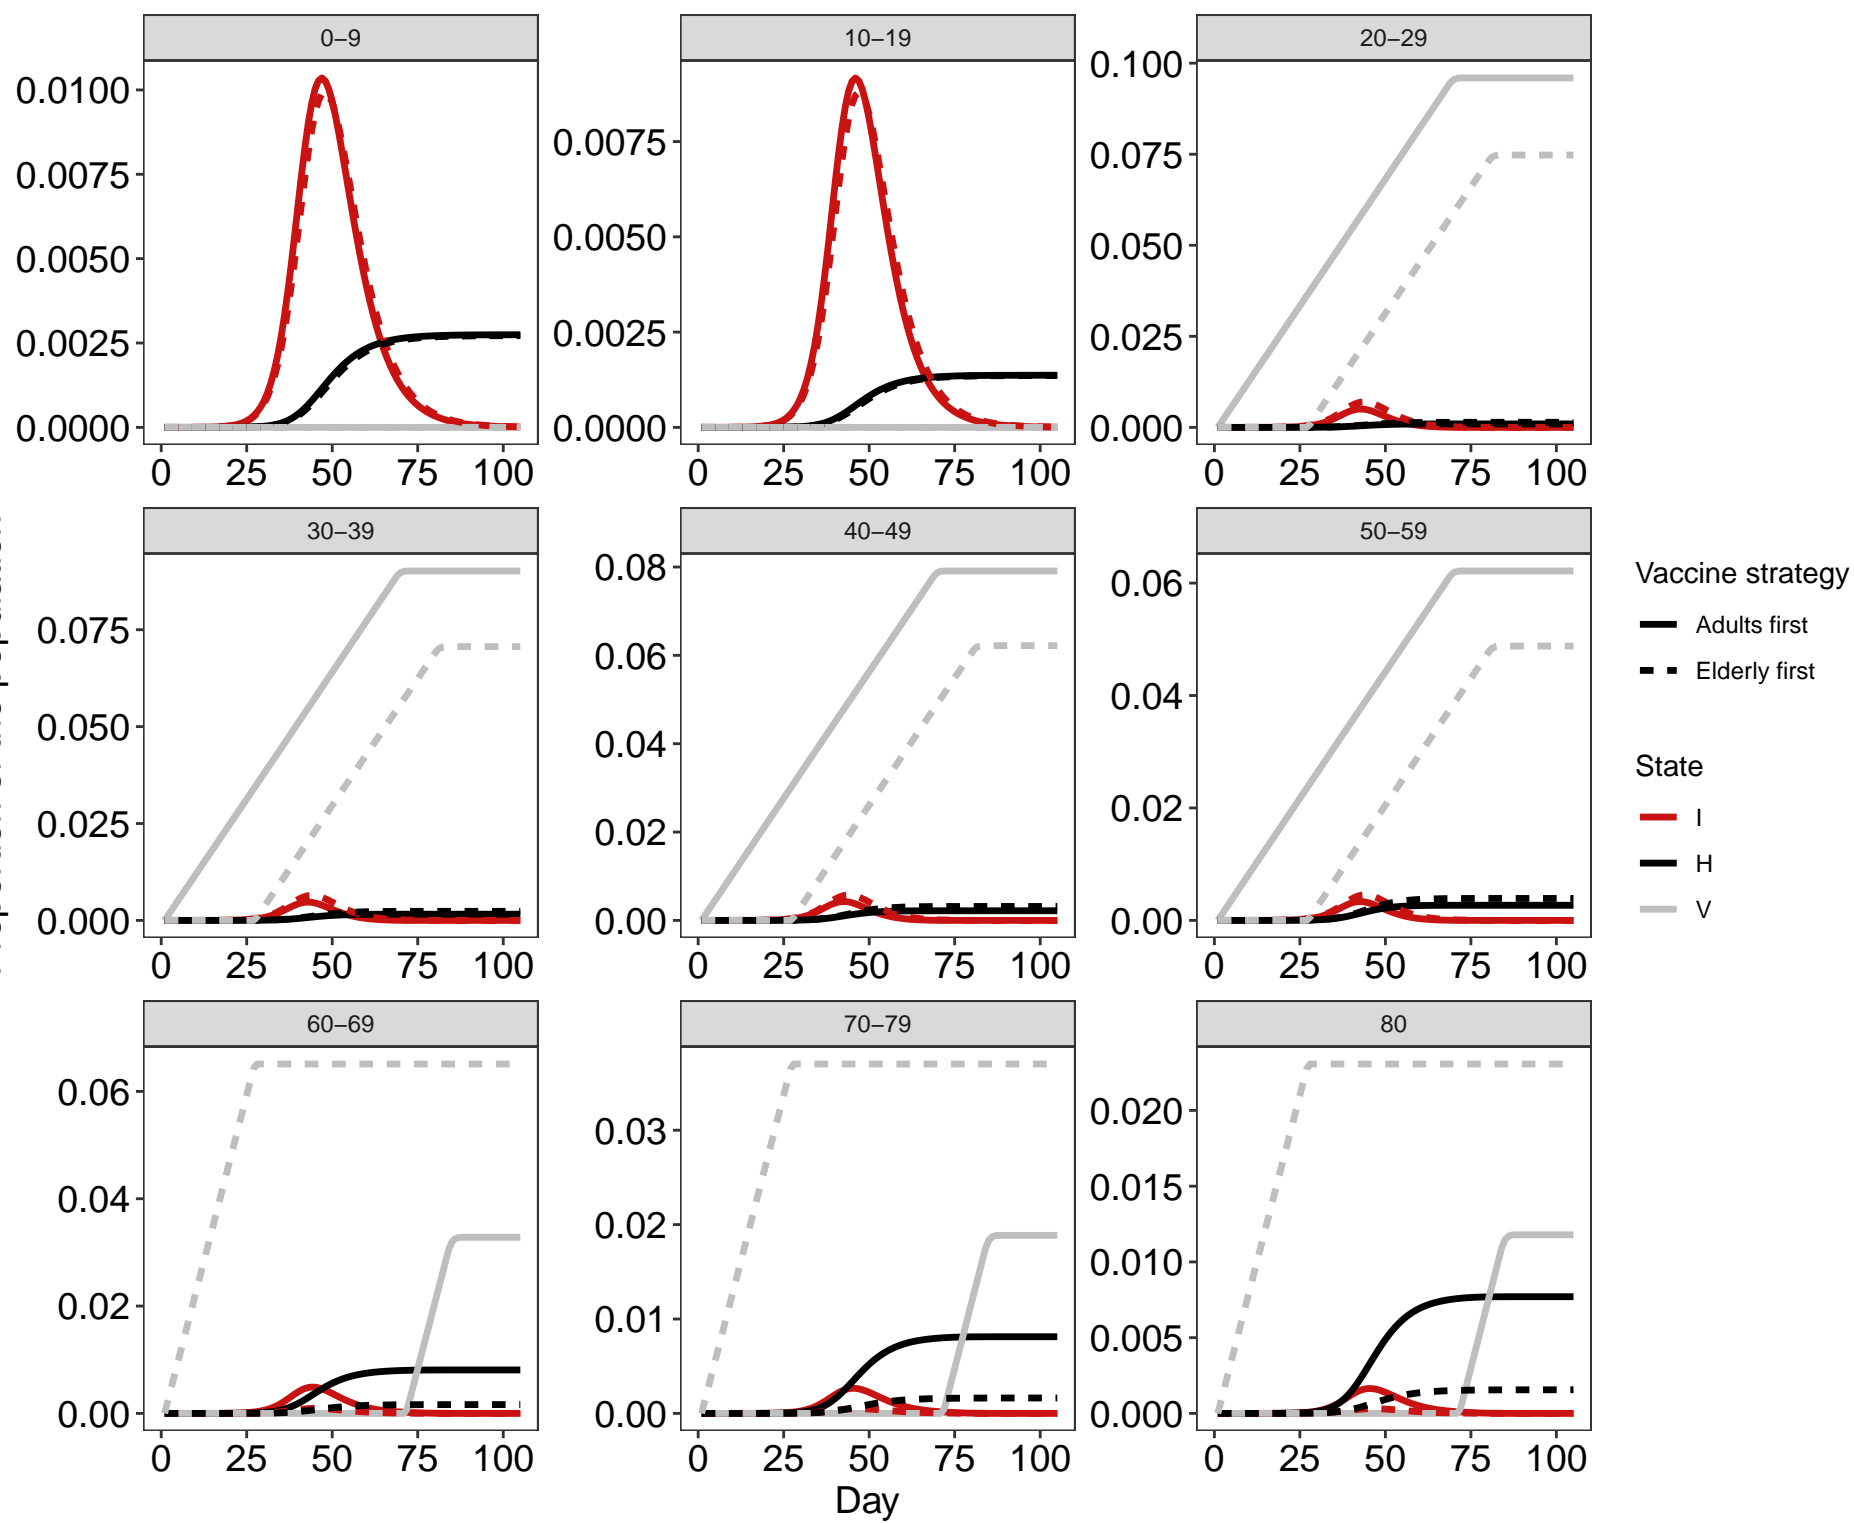 0–9
10–19
20–29
0.0100
0.0075
0.0050
0.0025
0.0000
0.0075
0.0050
0.0025
0.0000
0.100
0.075
0.050
0.025
0.000
0 25 50 75 100
0 25 50 75 100
0 25 50 75 100
30–39
40–49
50–59
0.075
0.050
0.025
0.000
0.08
0.06
0.04
0.02
0.00
0.06
0.04
0.02
0.00
0 25 50 75 100
0 25 50 75 100
0 25 50 75 100
60–69
70–79
80
0.06
0.04
0.02
0.00
0.03
0.02
0.01
0.00
0.020
0.015
0.010
0.005
0.000
0 25 50 75 100
0 25 50 75 100
0 25 50 75 100
Day
Vaccine strategy
Adults first
Elderly first
State
I
H
V